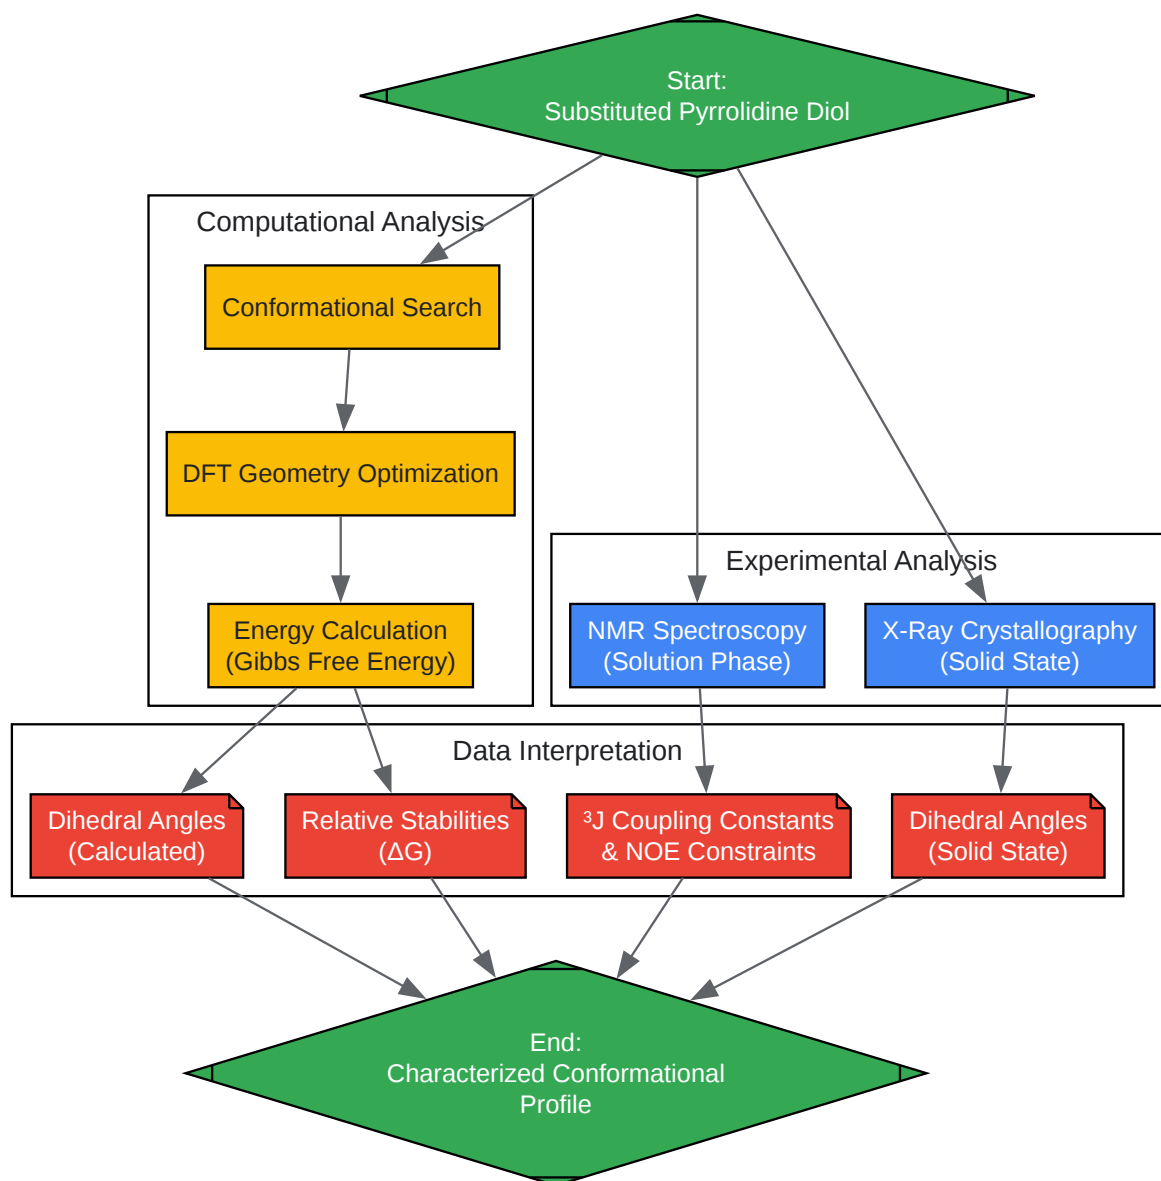 Start:
Substituted Pyrrolidine Diol
Computational Analysis
Conformational Search
DFT Geometry Optimization
Energy Calculation
(Gibbs Free Energy)
Experimental Analysis
NMR Spectroscopy
(Solution Phase)
X-Ray Crystallography
(Solid State)
Data Interpretation
Dihedral Angles
(Calculated)
Relative Stabilities
(ΔG)
³J Coupling Constants
& NOE Constraints
Dihedral Angles
(Solid State)
End:
Characterized Conformational
Profile